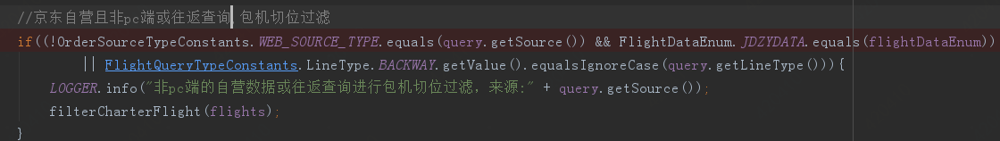 //京东自营且非pc端或往返查询，包机切位过滤
if((!OrderSourceTypeConstants.WEB_SOURCE_TYPE.equals(query.getSource()) && FlightDataEnum.JDZYDATA.equals(flightDataEnum))
|| FlightQueryTypeConstants.LineType.BACKWAY.getValue().equalsIgnoreCase(query.getLineType())){
LOGGER.info("非pc端的自营数据或往返查询进行包机切位过滤，来源:" + query.getSource());
filterCharterFlight(flights);
}